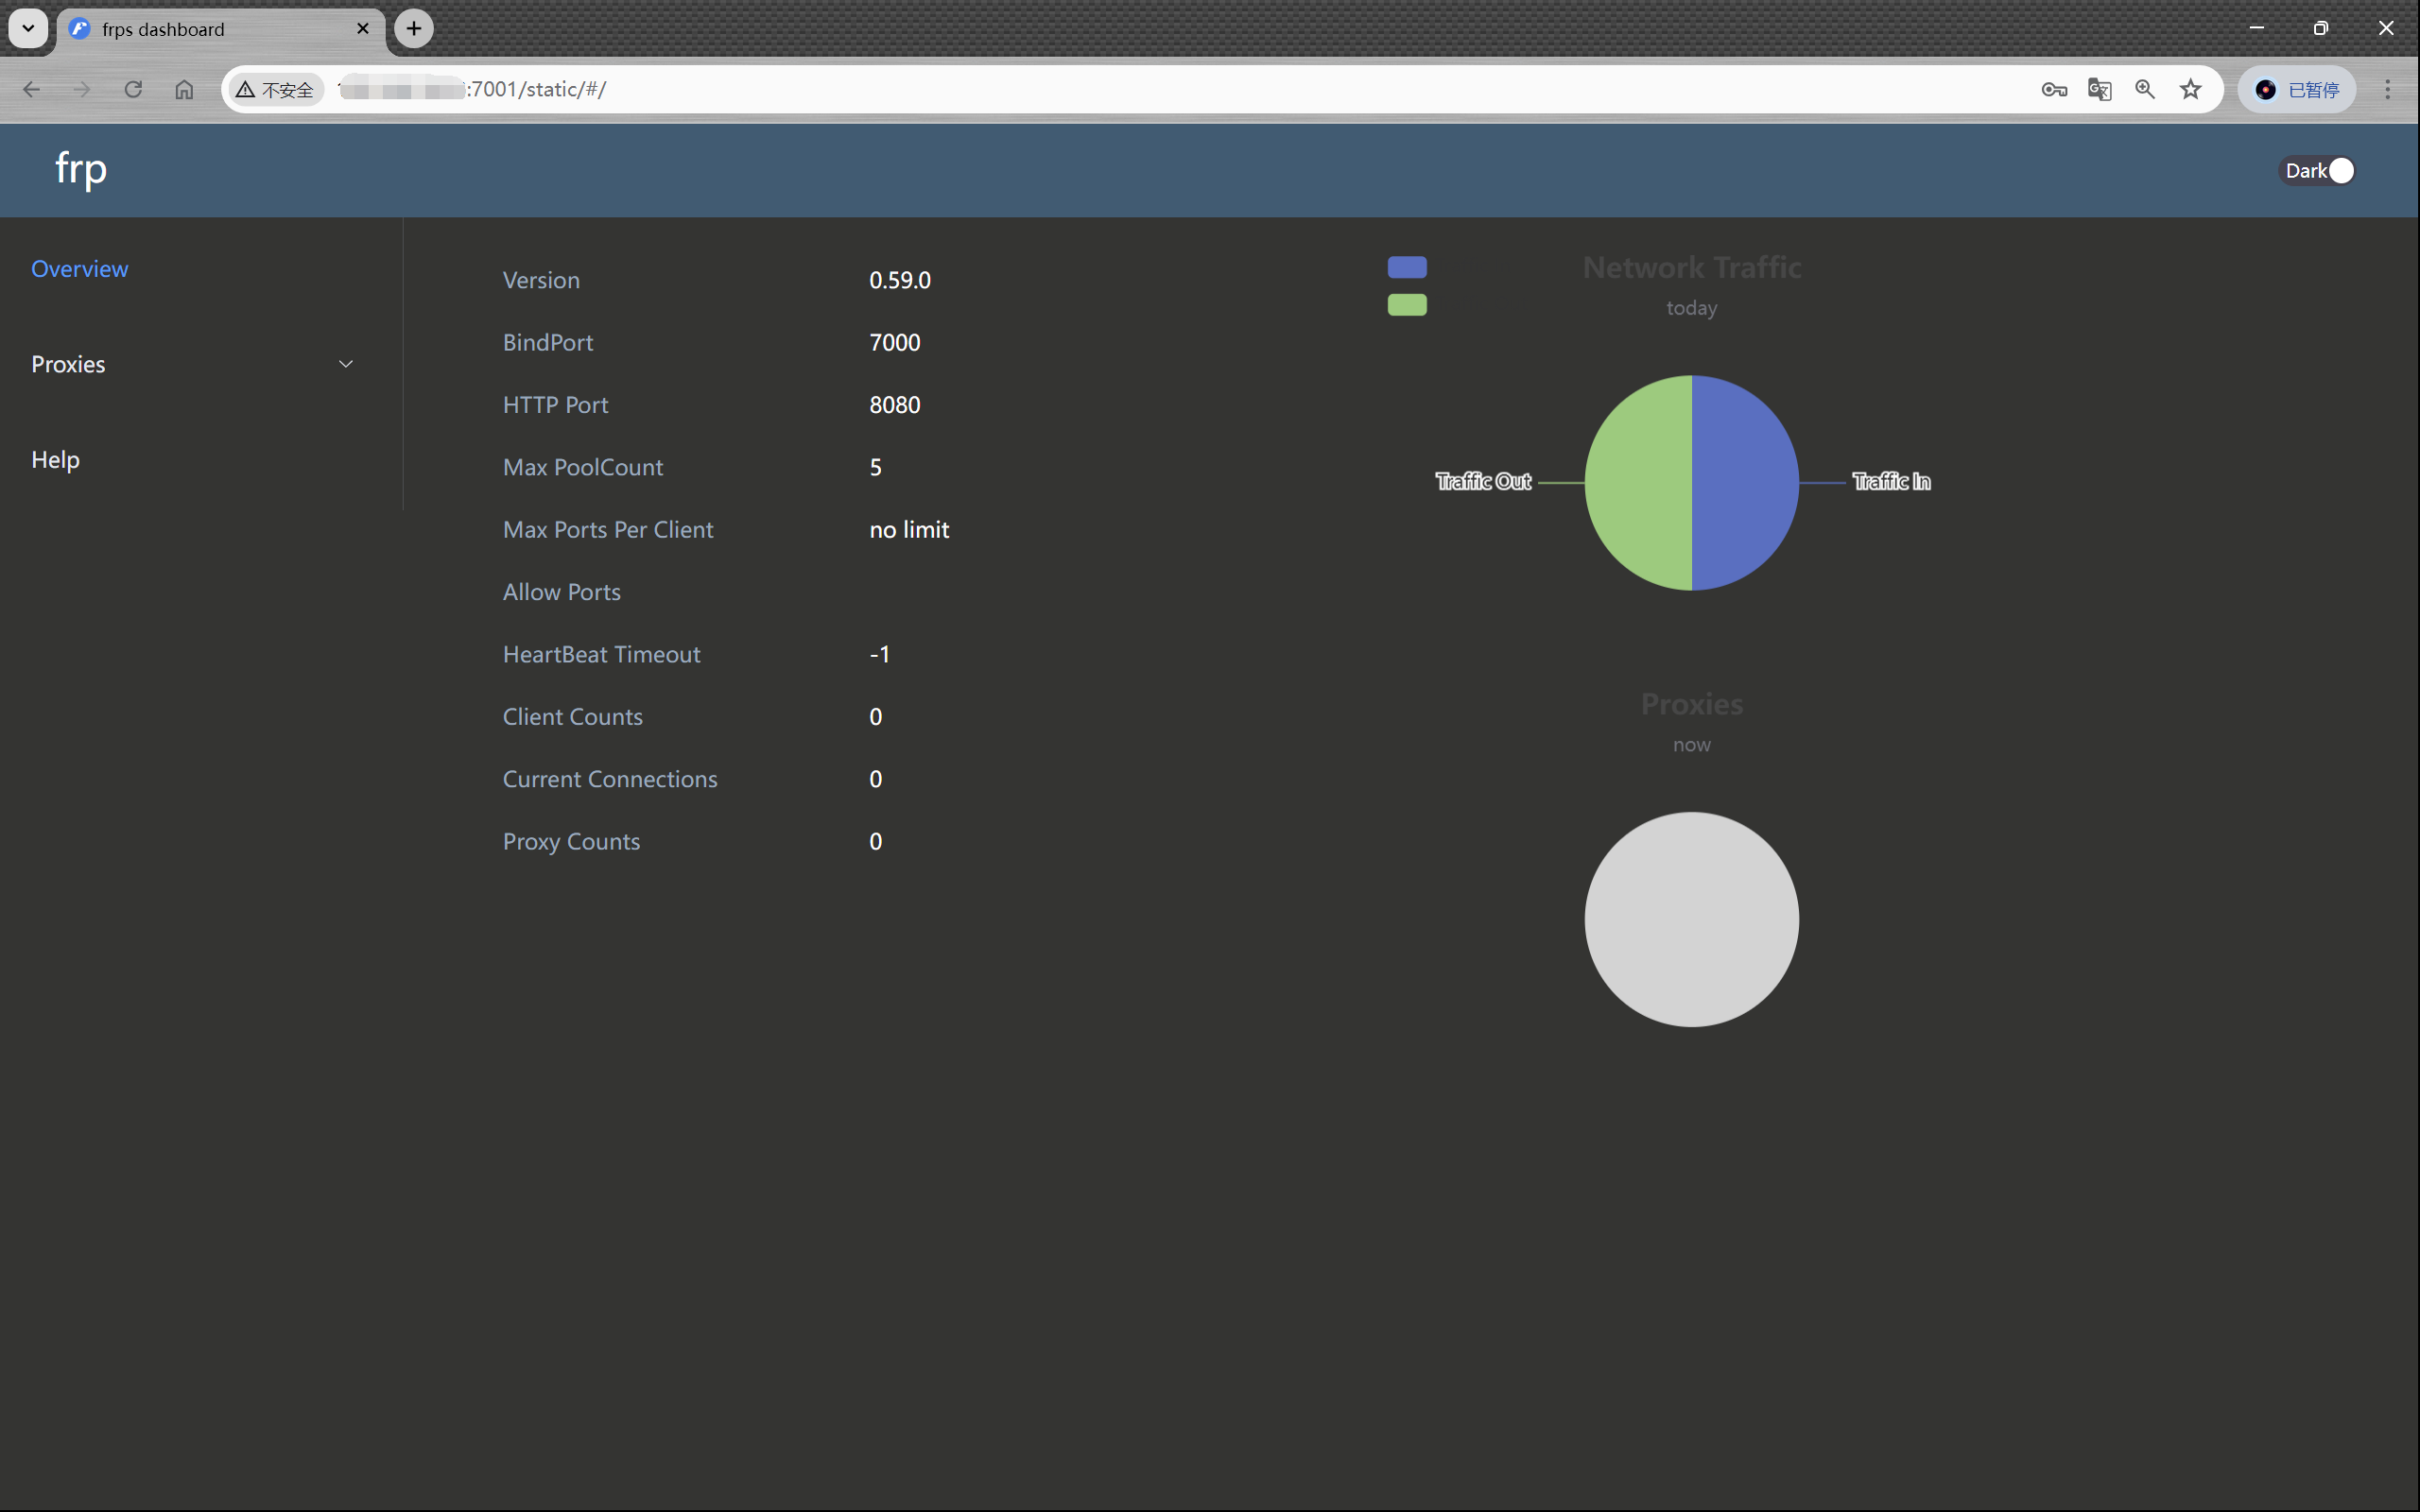 frps dashboard
不安全
:7001/static/#/
已暂停
frp
Dark
Overview
Proxies
Help
Version 0.59.0
BindPort 7000
HTTP Port 8080
Max PoolCount 5
Max Ports Per Client no limit
Allow Ports
HeartBeat Timeout -1
Client Counts 0
Current Connections 0
Proxy Counts 0
Network Traffic
today
Traffic Out
Traffic In
Proxies
now